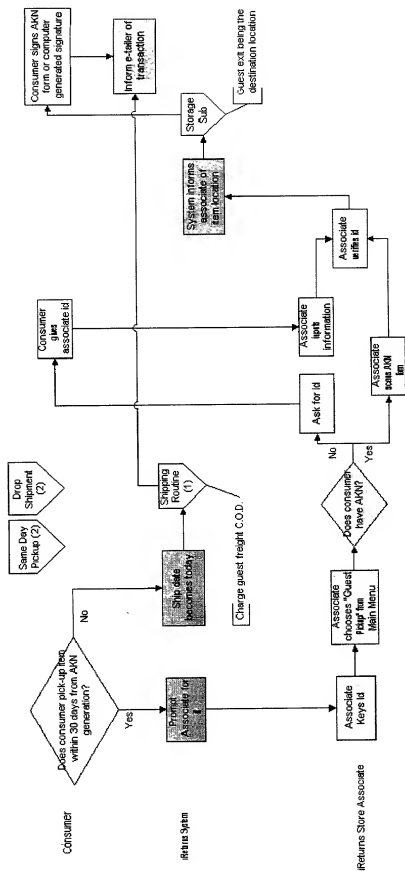 Consumer
iReturns System
iReturns Store Associate
Same Day
Pickup (2)
Drop
Shipment (2)
Does consumer pick-up item
within 30 days from AKN
generation?
No
Yes
Ship date
becomes today
Shipping
Routine
(1)
Charge guest freight C.O.D.
Prompt
Associate for
Associate
Keys Id
Associate
chooses "Guest
Pickup" from
Main Menu
Does consumer
have AKN?
No
Yes
Ask for id
Consumer
gives
associate id
Associate
inputs
information
Associate
scans AKN
form
Associate
verifies id
System informs
associate of
item location
Storage
Sub
Guest exit being the
destination location
Consumer signs AKN
form or computer
generated signature
Inform e-tailer of
transaction